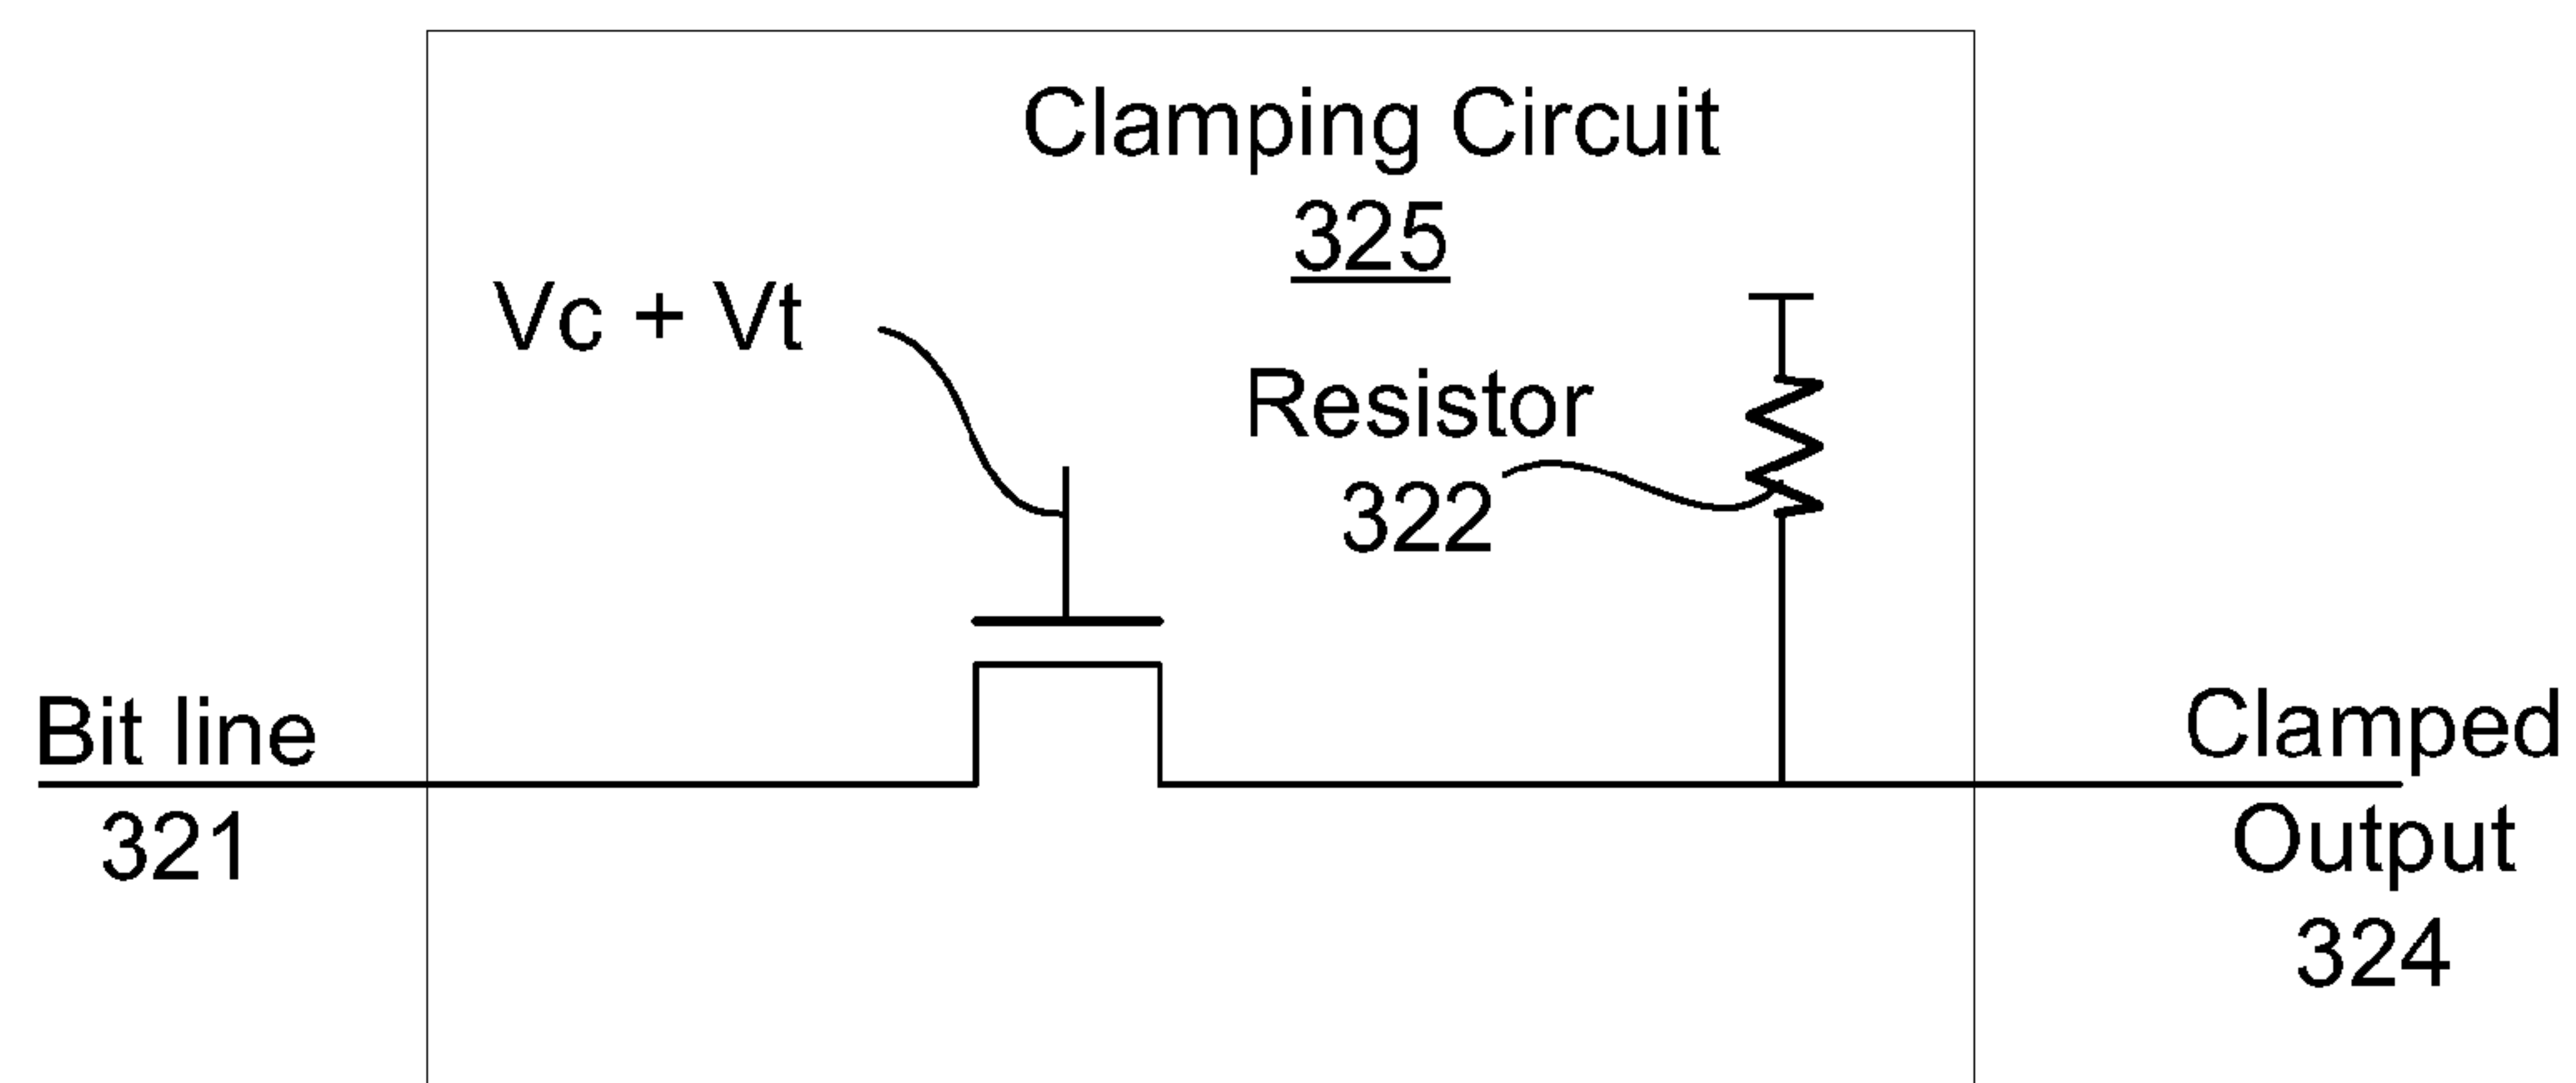 Clamping Circuit
325
Vc + Vt
Resistor
322
Bit line
321
Clamped
Output
324